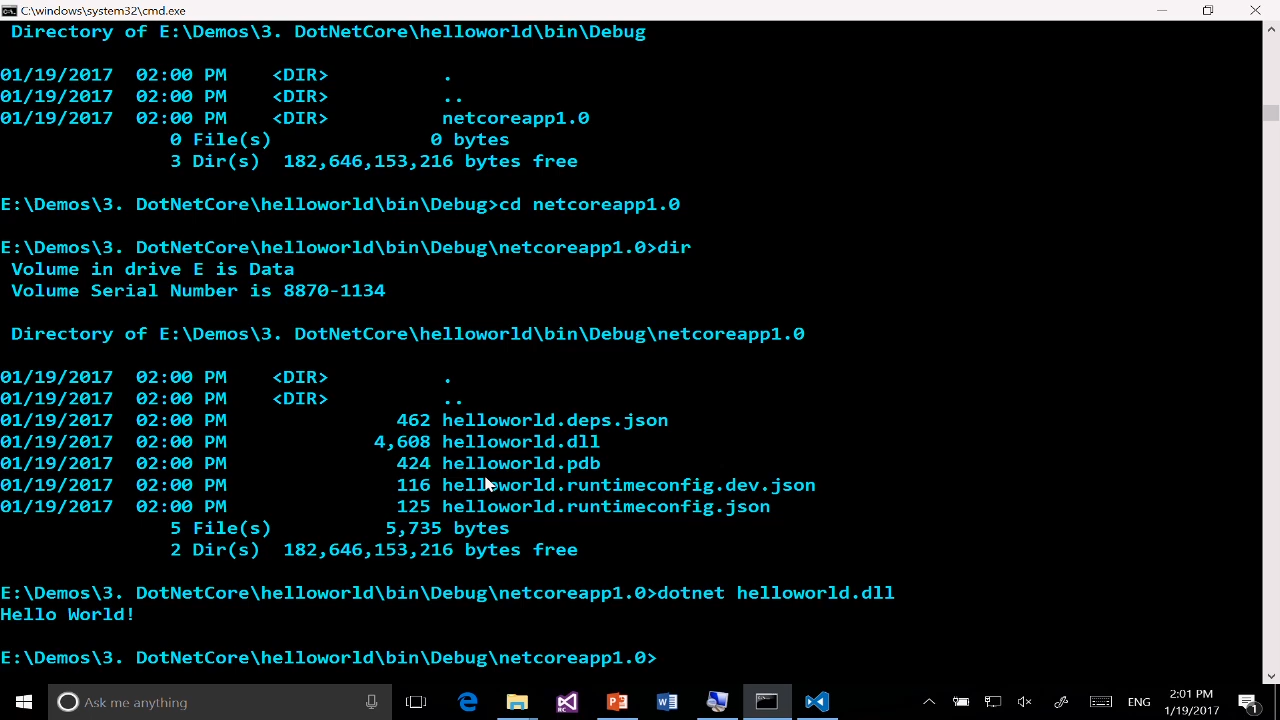 C:\windows\system32\cmd.exe
Directory of E:\Demos\3. DotNetCore\helloworld\bin\Debug
01/19/2017 02:00 PM <DIR> .
01/19/2017 02:00 PM <DIR> ..
01/19/2017 02:00 PM <DIR> netcoreapp1.0
0 File(s) 0 bytes
3 Dir(s) 182,646,153,216 bytes free
E:\Demos\3. DotNetCore\helloworld\bin\Debug>cd netcoreapp1.0
E:\Demos\3. DotNetCore\helloworld\bin\Debug\netcoreapp1.0>dir
Volume in drive E is Data
Volume Serial Number is 8870-1134
Directory of E:\Demos\3. DotNetCore\helloworld\bin\Debug\netcoreapp1.0
01/19/2017 02:00 PM <DIR> .
01/19/2017 02:00 PM <DIR> ..
01/19/2017 02:00 PM 462 helloworld.deps.json
01/19/2017 02:00 PM 4,608 helloworld.dll
01/19/2017 02:00 PM 424 helloworld.pdb
01/19/2017 02:00 PM 116 helloworld.runtimeconfig.dev.json
01/19/2017 02:00 PM 125 helloworld.runtimeconfig.json
5 File(s) 5,735 bytes
2 Dir(s) 182,646,153,216 bytes free
E:\Demos\3. DotNetCore\helloworld\bin\Debug\netcoreapp1.0>dotnet helloworld.dll
Hello World!
E:\Demos\3. DotNetCore\helloworld\bin\Debug\netcoreapp1.0>
Ask me anything
RC
ENG
2:01 PM
1/19/2017
1